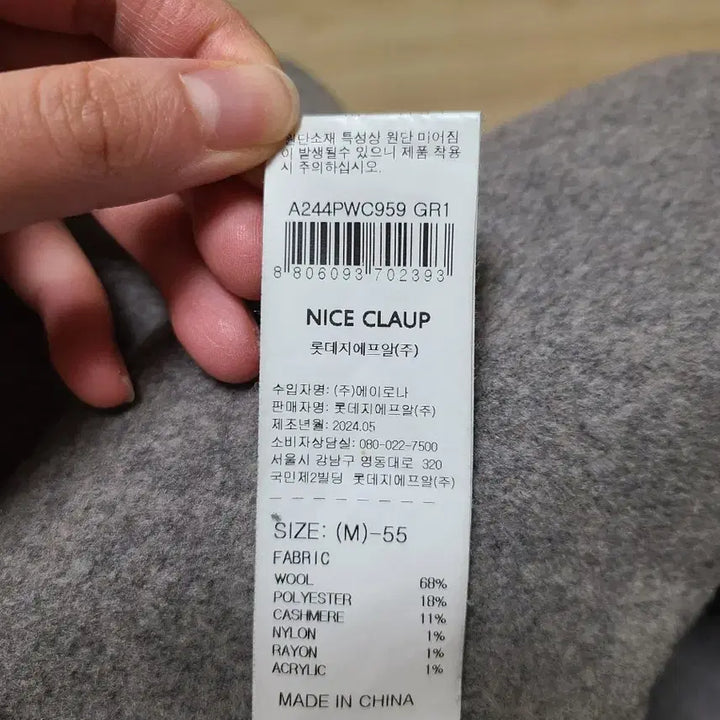 원단소재 특성상 원단 미어짐
이 발생될수 있으니 제품 착용
시 주의하십시오.
A244PWC959 GR1
8 806093 702393
NICE CLAUP
롯데지에프알(주)
수입자명: (주)에이로나
판매자명: 롯데지에프알(주)
제조년월: 2024.05
소비자상담실: 080-022-7500
서울시 강남구 영동대로 320
국민제2빌딩 롯데지에프알(주)
SIZE: (M)-55
FABRIC
WOOL 68%
POLYESTER 18%
CASHMERE 11%
NYLON 1%
RAYON 1%
ACRYLIC 1%
MADE IN CHINA